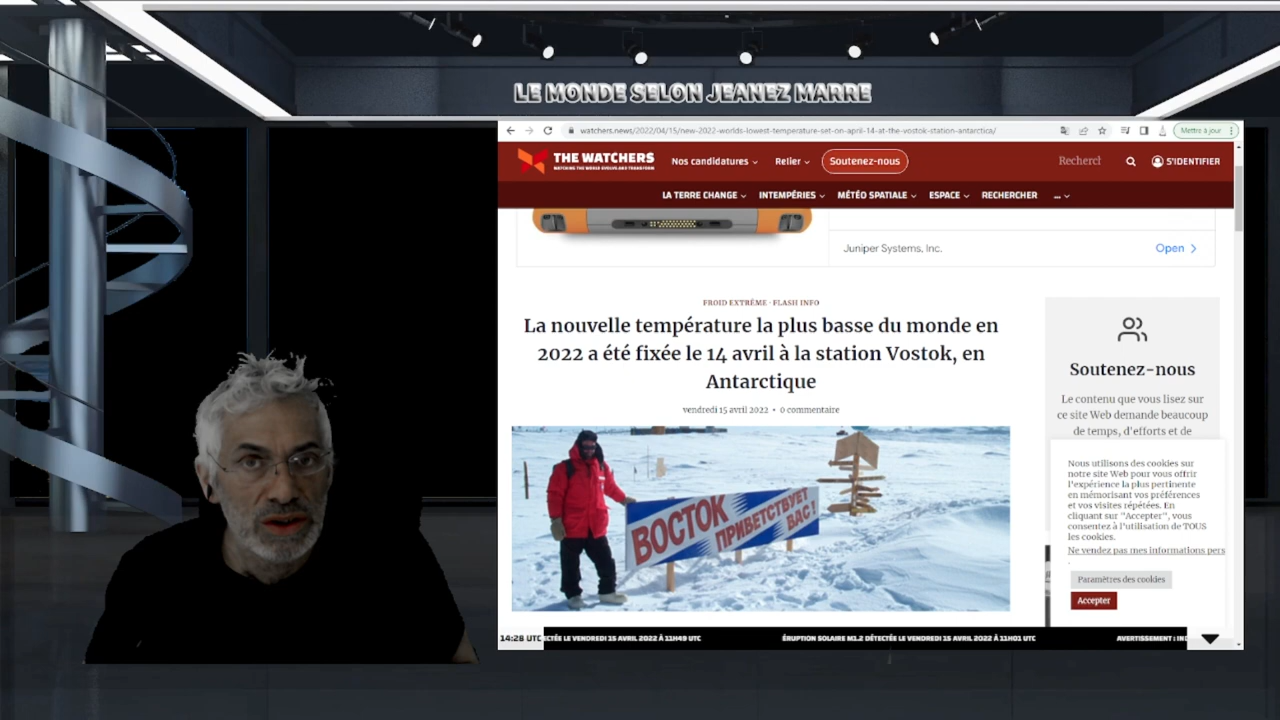 LE MONDE SELON JEANEZ MARRE
watchers.news/2022/04/15/new-2022-worlds-lowest-temperature-set-on-april-14-at-the-vostok-station-antarctica/
Mettre à jour
THE WATCHERS
WATCHING THE WORLD EVOLVE AND TRANSFORM
Nos candidatures
Relier
Soutenez-nous
Rechercl
S'IDENTIFIER
LA TERRE CHANGE
INTEMPÉRIES
MÉTÉO SPATIALE
ESPACE
RECHERCHER
...
Juniper Systems, Inc.
Open
FROID EXTRÊME · FLASH INFO
La nouvelle température la plus basse du monde en
2022 a été fixée le 14 avril à la station Vostok, en
Antarctique
vendredi 15 avril 2022 • 0 commentaire
ВОСТОК
ПРИВЕТСТВУЕТ
ВАС!
Soutenez-nous
Le contenu que vous lisez sur
ce site Web demande beaucoup
de temps, d'efforts et de
Nous utilisons des cookies sur
notre site Web pour vous offrir
l'expérience la plus pertinente
en mémorisant vos préférences
et vos visites répétées. En
cliquant sur "Accepter", vous
consentez à l'utilisation de TOUS
les cookies.
Ne vendez pas mes informations pers
.
Paramètres des cookies
Accepter
14:28 UTC
CTÉE LE VENDREDI 15 AVRIL 2022 À 11H49 UTC
ÉRUPTION SOLAIRE M1.2 DÉTECTÉE LE VENDREDI 15 AVRIL 2022 À 11H01 UTC
AVERTISSEMENT :